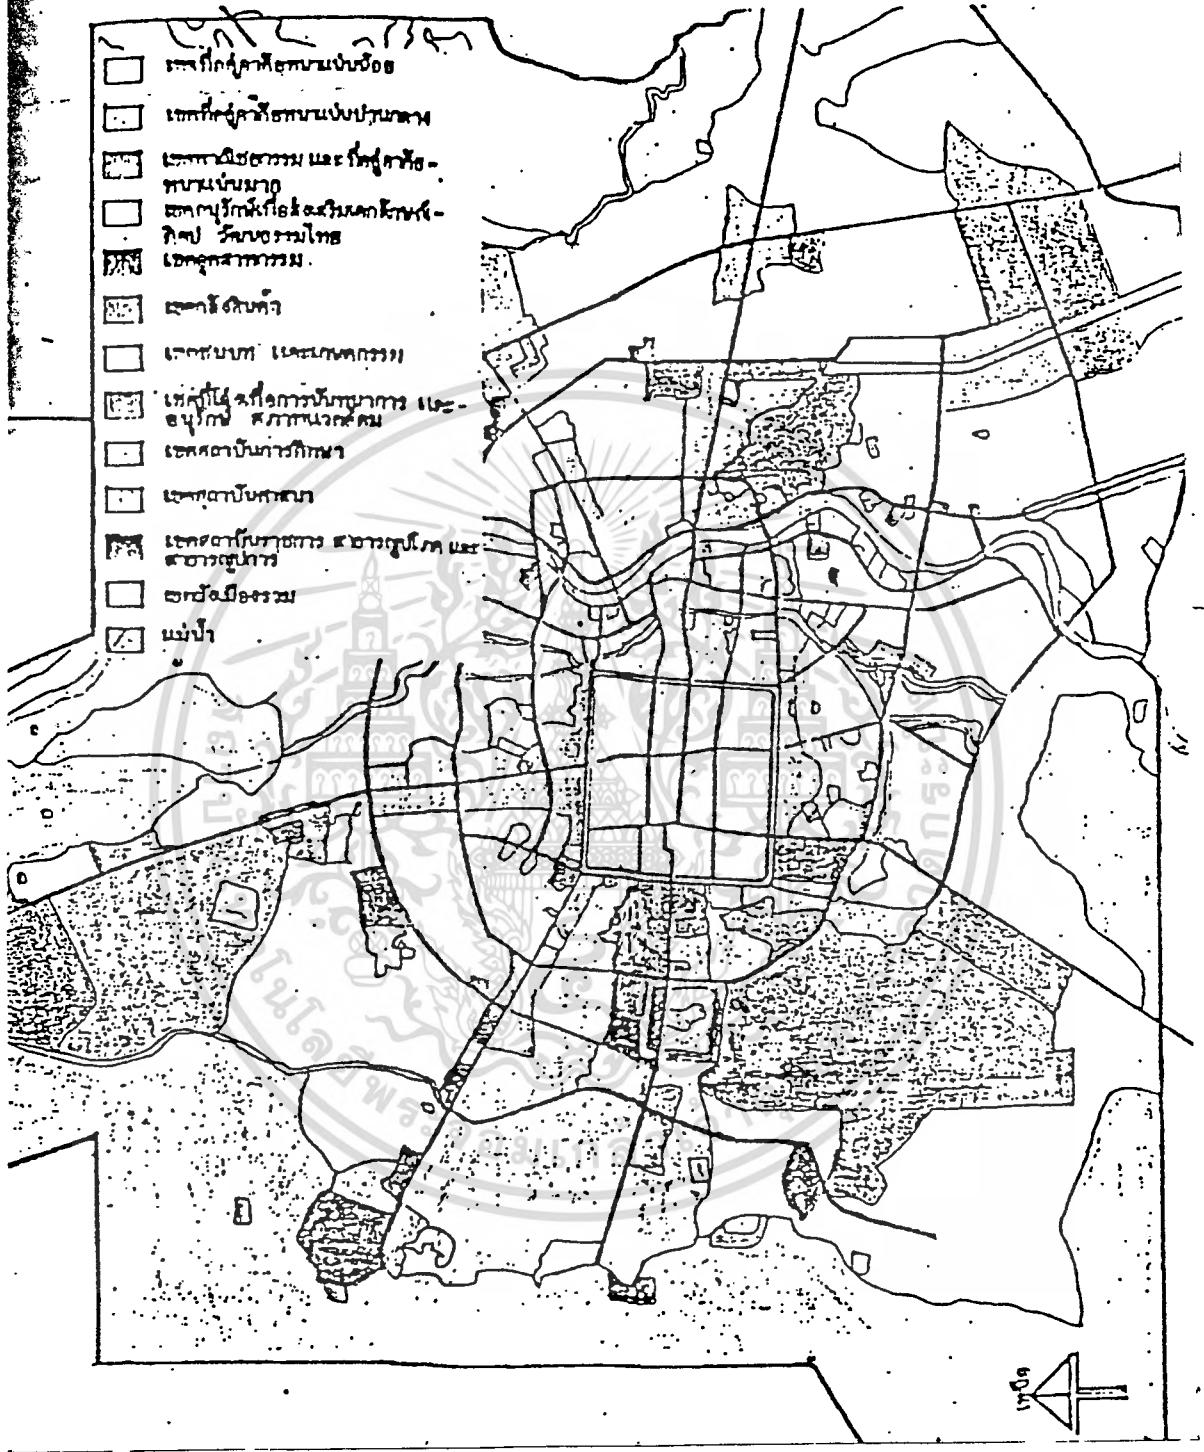 เขตที่อยู่อาศัยหนาแน่นน้อย
เขตที่อยู่อาศัยหนาแน่นปานกลาง
เขตพาณิชยกรรม และที่อยู่อาศัย-
หนาแน่นมาก
เขตอนุรักษ์เพื่อส่งเสริมเอกลักษณ์-
ศิลป วัฒนธรรมไทย
เขตอุตสาหกรรม
เขตคลังสินค้า
เขตชนบท และเกษตรกรรม
เขตที่โล่งเพื่อการนันทนาการ และ-
อนุรักษ์ สภาพแวดล้อม
เขตสถาบันการศึกษา
เขตสถาบันศาสนา
เขตสถาบันราชการ สาธารณูปโภค และ
สาธารณูปการ
เขตผังเมืองรวม
แม่น้ำ
เหนือ